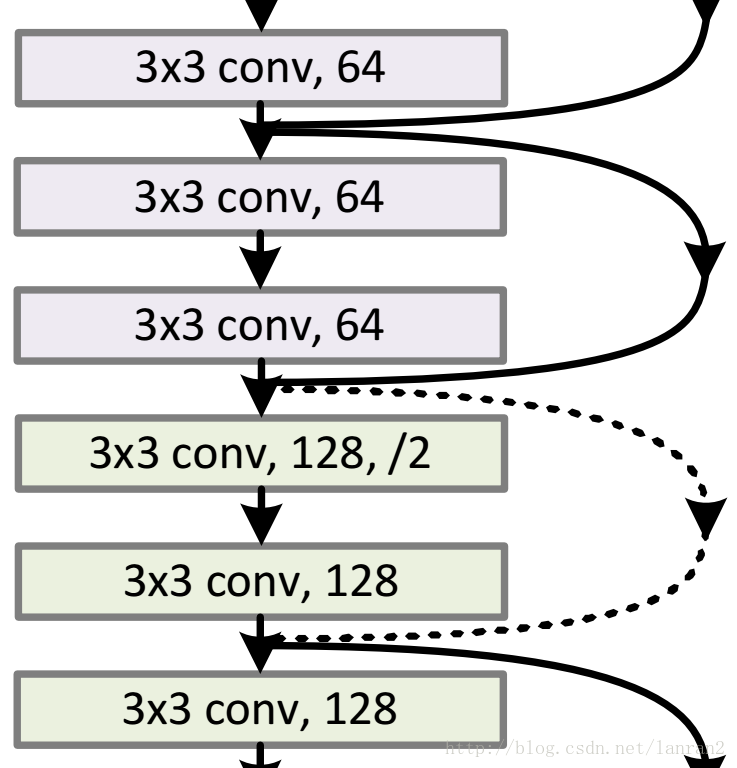 3x3 conv, 64
3x3 conv, 64
3x3 conv, 64
3x3 conv, 128, /2
3x3 conv, 128
3x3 conv, 128
http://blog.csdn.net/lanran2